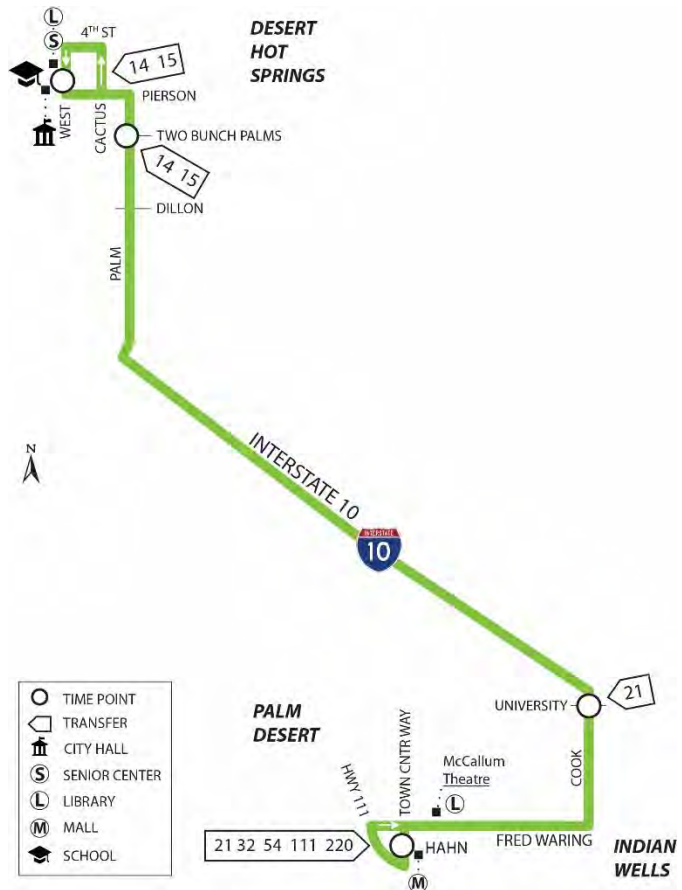 L
S
4TH ST
DESERT
HOT
SPRINGS
14 15
PIERSON
WEST
CACTUS
TWO BUNCH PALMS
14 15
DILLON
PALM
N
INTERSTATE 10
INTERSTATE
10
TIME POINT
TRANSFER
CITY HALL
S SENIOR CENTER
L LIBRARY
M MALL
SCHOOL
PALM
DESERT
UNIVERSITY
21
COOK
HWY 111
TOWN CNTR WAY
McCallum
Theatre
L
21 32 54 111 220
HAHN
FRED WARING
M
INDIAN
WELLS